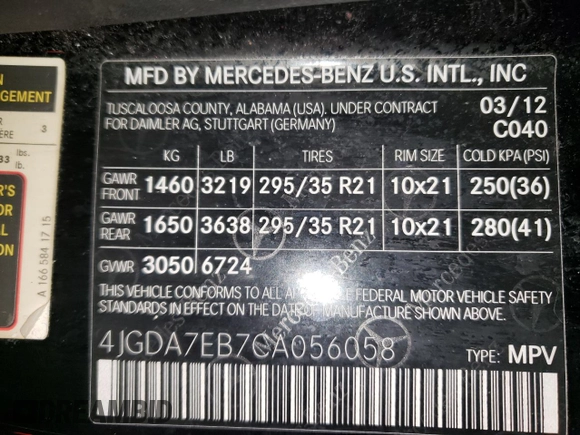 MFD BY MERCEDES-BENZ U.S. INTL., INC
TUSCALOOSA COUNTY, ALABAMA (USA). UNDER CONTRACT
FOR DAIMLER AG, STUTTGART (GERMANY)
03/12
C040
KG LB TIRES RIM SIZE COLD KPA (PSI)
GAWR FRONT 1460 3219 295/35 R21 10x21 250(36)
GAWR REAR 1650 3638 295/35 R21 10x21 280(41)
GVWR 3050 6724
THIS VEHICLE CONFORMS TO ALL APPLICABLE FEDERAL MOTOR VEHICLE SAFETY
STANDARDS IN EFFECT ON THE DATE OF MANUFACTURE SHOWN ABOVE.
4JGDA7EB7CA056058
TYPE: MPV
A 166 584 17 15
Mercedes-Benz